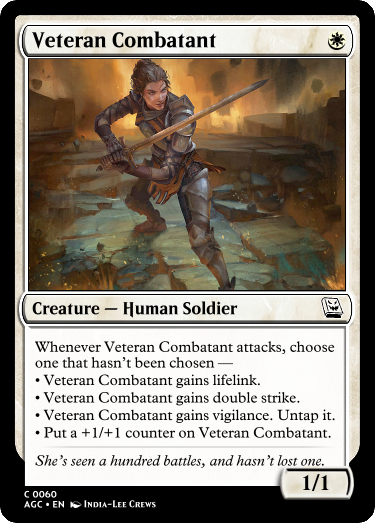 Veteran Combatant
Creature — Human Soldier
Whenever Veteran Combatant attacks, choose
one that hasn't been chosen —
• Veteran Combatant gains lifelink.
• Veteran Combatant gains double strike.
• Veteran Combatant gains vigilance. Untap it.
• Put a +1/+1 counter on Veteran Combatant.
She's seen a hundred battles, and hasn't lost one.
1/1
C 0060
AGC • EN India-Lee Crews